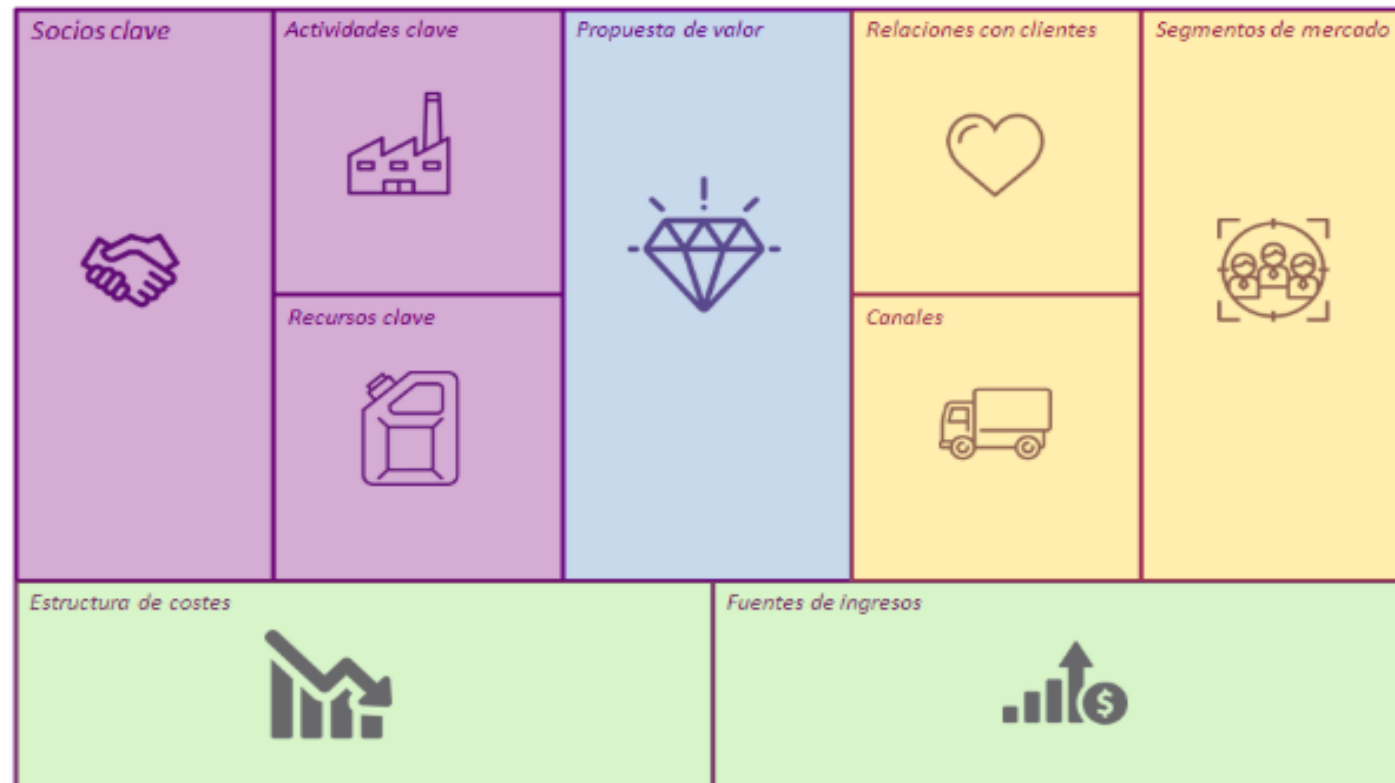 Socios clave
Actividades clave
Propuesta de valor
Relaciones con clientes
Segmentos de mercado
Recursos clave
Canales
Estructura de costes
Fuentes de ingresos
$